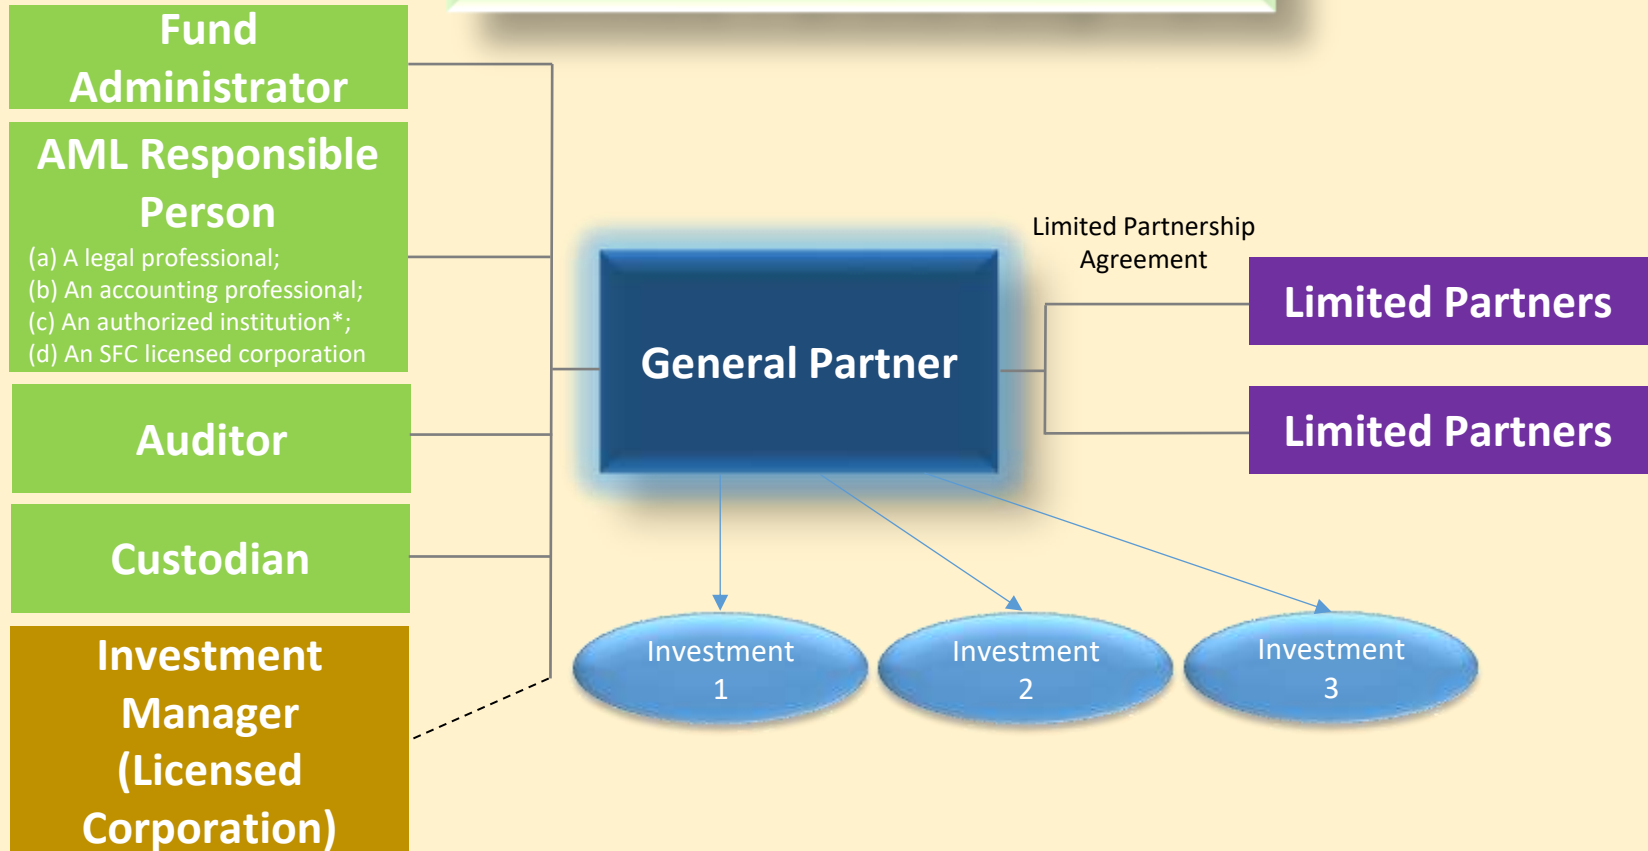 Fund
Administrator
AML Responsible
Person
(a) A legal professional;
(b) An accounting professional;
(c) An authorized institution*;
(d) An SFC licensed corporation
Auditor
Custodian
Investment
Manager
(Licensed
Corporation)
General Partner
Limited Partnership
Agreement
Limited Partners
Limited Partners
Investment
1
Investment
2
Investment
3